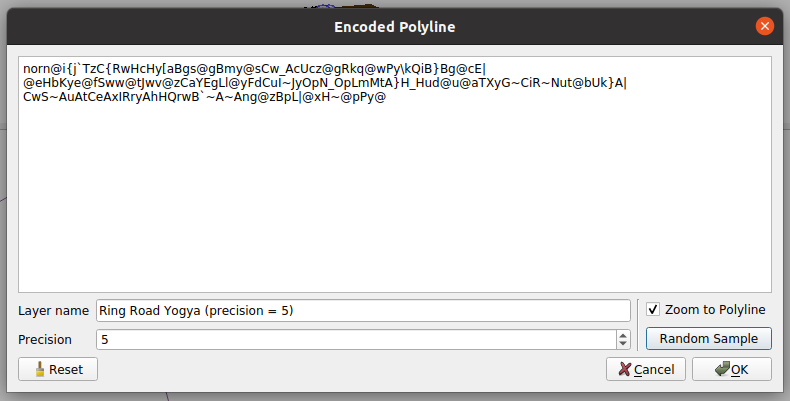 Encoded Polyline
norn@i{j`TzC{RwHcHy[aBgs@gBmy@sCw_AcUcz@gRkq@wPy\kQiB}Bg@cE|
@eHbKye@fSww@tJwv@zCaYEgLl@yFdCuI~JyOpN_OpLmMtA}H_Hud@u@aTXyG~CiR~Nut@bUk}A|
CwS~AuAtCeAxIRryAhHQrwB`~A~Ang@zBpL|@xH~@pPy@
Layer name
Ring Road Yogya (precision = 5)
Zoom to Polyline
Precision
5
Random Sample
Reset
Cancel
OK